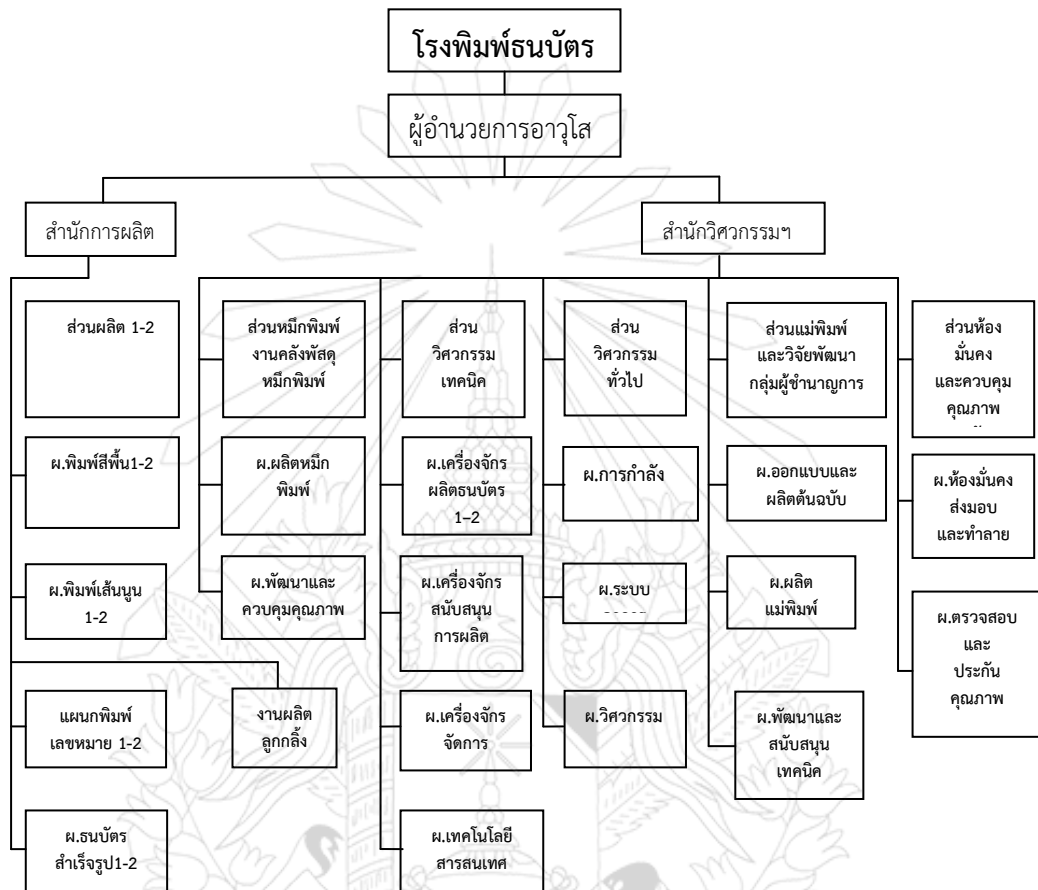 โรงพิมพ์ธนบัตร
ผู้อำนวยการอาวุโส
สำนักการผลิต
สำนักวิศวกรรมฯ
ส่วนผลิต 1-2
ผ.พิมพ์สีพื้น1-2
ผ.พิมพ์เส้นนูน
1-2
แผนกพิมพ์
เลขหมาย 1-2
งานผลิต
ลูกกลิ้ง
ผ.ธนบัตร
สำเร็จรูป1-2
ส่วนหมึกพิมพ์
งานคลังพัสดุ
หมึกพิมพ์
ผ.ผลิตหมึก
พิมพ์
ผ.พัฒนาและ
ควบคุมคุณภาพ
ส่วน
วิศวกรรม
เทคนิค
ผ.เครื่องจักร
ผลิตธนบัตร
1–2
ผ.เครื่องจักร
สนับสนุน
การผลิต
ผ.เครื่องจักร
จัดการ
ผ.เทคโนโลยี
สารสนเทศ
ส่วน
วิศวกรรม
ทั่วไป
ผ.การกำลัง
ผ.ระบบ
ผ.วิศวกรรม
ส่วนแม่พิมพ์
และวิจัยพัฒนา
กลุ่มผู้ชำนาญการ
ผ.ออกแบบและ
ผลิตต้นฉบับ
ผ.ผลิต
แม่พิมพ์
ผ.พัฒนาและ
สนับสนุน
เทคนิค
ส่วนห้อง
มั่นคง
และควบคุม
คุณภาพ
ผ.ห้องมั่นคง
ส่งมอบ
และทำลาย
ผ.ตรวจสอบ
และ
ประกัน
คุณภาพ